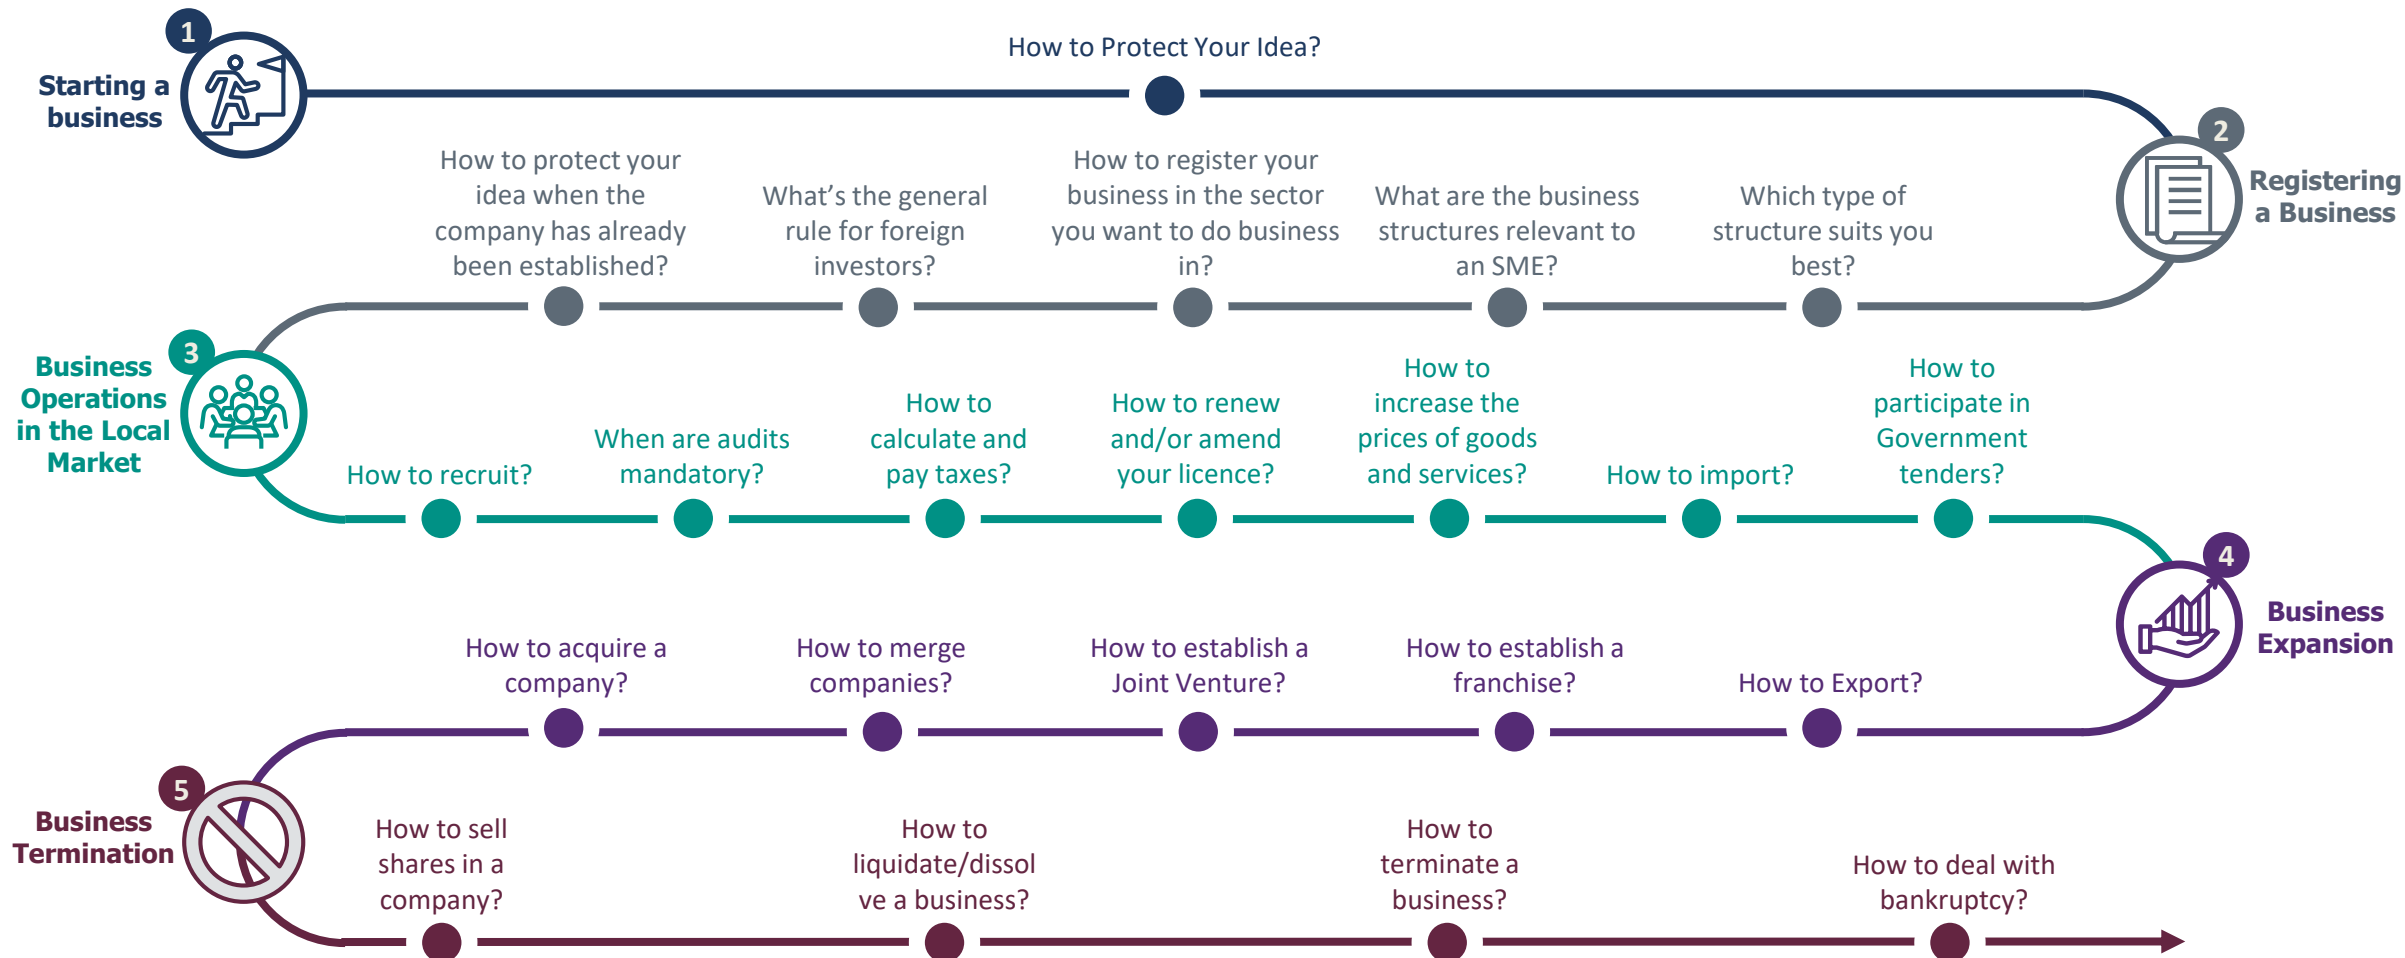 1
Starting a
business
How to Protect Your Idea?
2
Registering
a Business
How to protect your
idea when the
company has already
been established?
What's the general
rule for foreign
investors?
How to register your
business in the sector
you want to do business
in?
What are the business
structures relevant to
an SME?
Which type of
structure suits you
best?
3
Business
Operations
in the Local
Market
How to recruit?
When are audits
mandatory?
How to
calculate and
pay taxes?
How to renew
and/or amend
your licence?
How to
increase the
prices of goods
and services?
How to import?
How to
participate in
Government
tenders?
4
Business
Expansion
How to acquire a
company?
How to merge
companies?
How to establish a
Joint Venture?
How to establish a
franchise?
How to Export?
5
Business
Termination
How to sell
shares in a
company?
How to
liquidate/dissol
ve a business?
How to
terminate a
business?
How to deal with
bankruptcy?